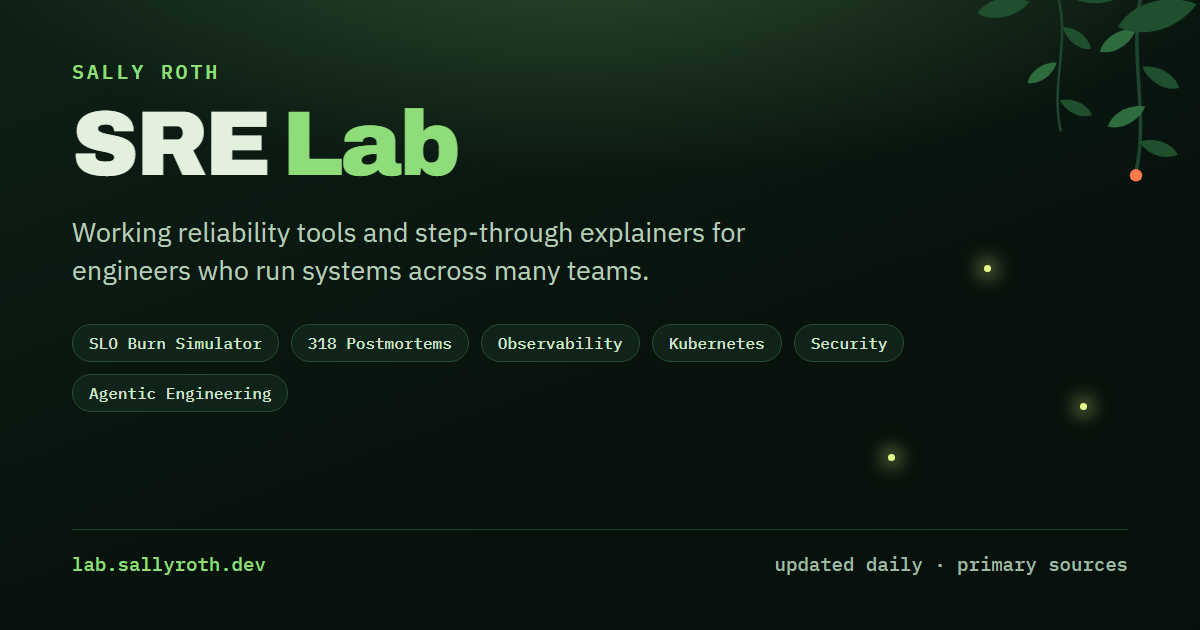 SALLY ROTH
SRE Lab
Working reliability tools and step-through explainers for
engineers who run systems across many teams.
SLO Burn Simulator 318 Postmortems Observability Kubernetes Security
Agentic Engineering
lab.sallyroth.dev updated daily · primary sources